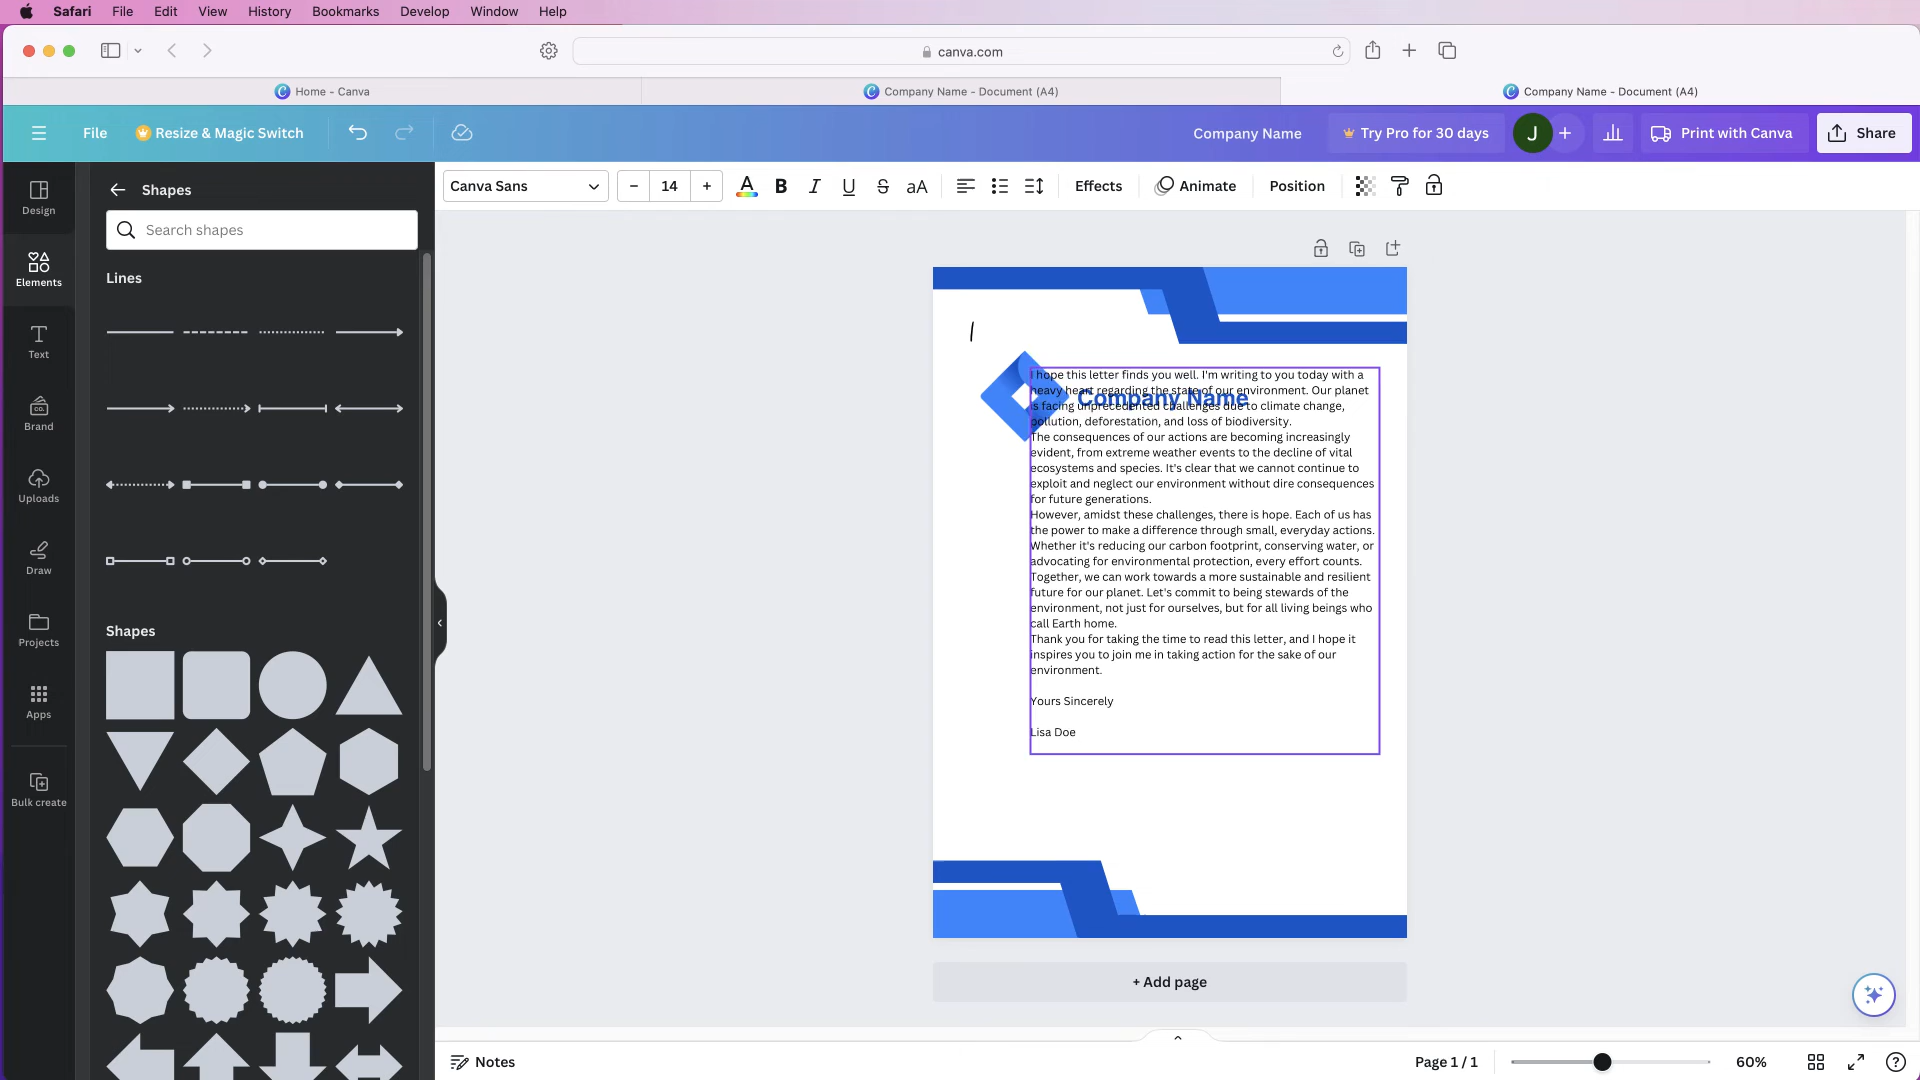 Safari File Edit View History Bookmarks Develop Window Help
canva.com
Home - Canva
Company Name - Document (A4)
Company Name - Document (A4)
File Resize & Magic Switch
Company Name Try Pro for 30 days J Print with Canva Share
Design
Elements
Text
Brand
Uploads
Draw
Projects
Apps
Bulk create
Shapes
Search shapes
Lines
Shapes
Canva Sans 14 A B I U S aA Effects Animate Position
Company Name
I hope this letter finds you well. I'm writing to you today with a
heavy heart regarding the state of our environment. Our planet
is facing unprecedented challenges due to climate change,
pollution, deforestation, and loss of biodiversity.
The consequences of our actions are becoming increasingly
evident, from extreme weather events to the decline of vital
ecosystems and species. It's clear that we cannot continue to
exploit and neglect our environment without dire consequences
for future generations.
However, amidst these challenges, there is hope. Each of us has
the power to make a difference through small, everyday actions.
Whether it's reducing our carbon footprint, conserving water, or
advocating for environmental protection, every effort counts.
Together, we can work towards a more sustainable and resilient
future for our planet. Let's commit to being stewards of the
environment, not just for ourselves, but for all living beings who
call Earth home.
Thank you for taking the time to read this letter, and I hope it
inspires you to join me in taking action for the sake of our
environment.
Yours Sincerely
Lisa Doe
+ Add page
Notes
Page 1 / 1 60%